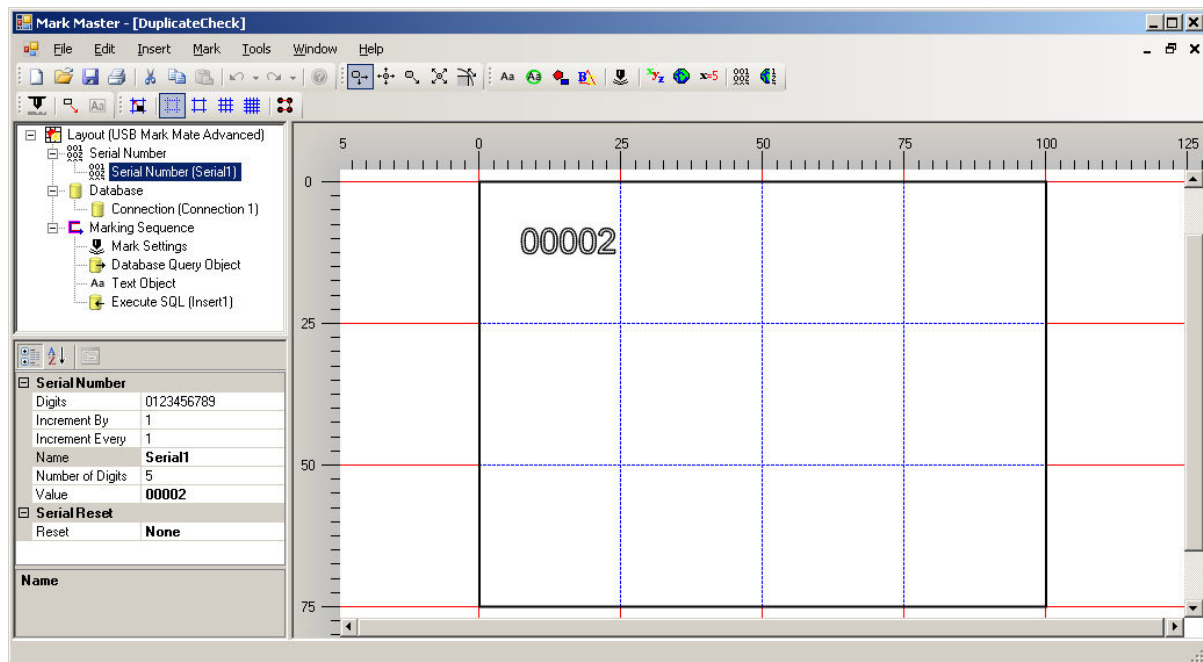 Mark Master - [DuplicateCheck]
File Edit Insert Mark Tools Window Help
Layout (USB Mark Mate Advanced)
Serial Number
Serial Number (Serial1)
Database
Connection (Connection 1)
Marking Sequence
Mark Settings
Database Query Object
Aa Text Object
Execute SQL (Insert1)
Serial Number
Digits 0123456789
Increment By 1
Increment Every 1
Name Serial1
Number of Digits 5
Value 00002
Serial Reset
Reset None
Name
5 0 25 50 75 100 125
0
25
50
75
00002